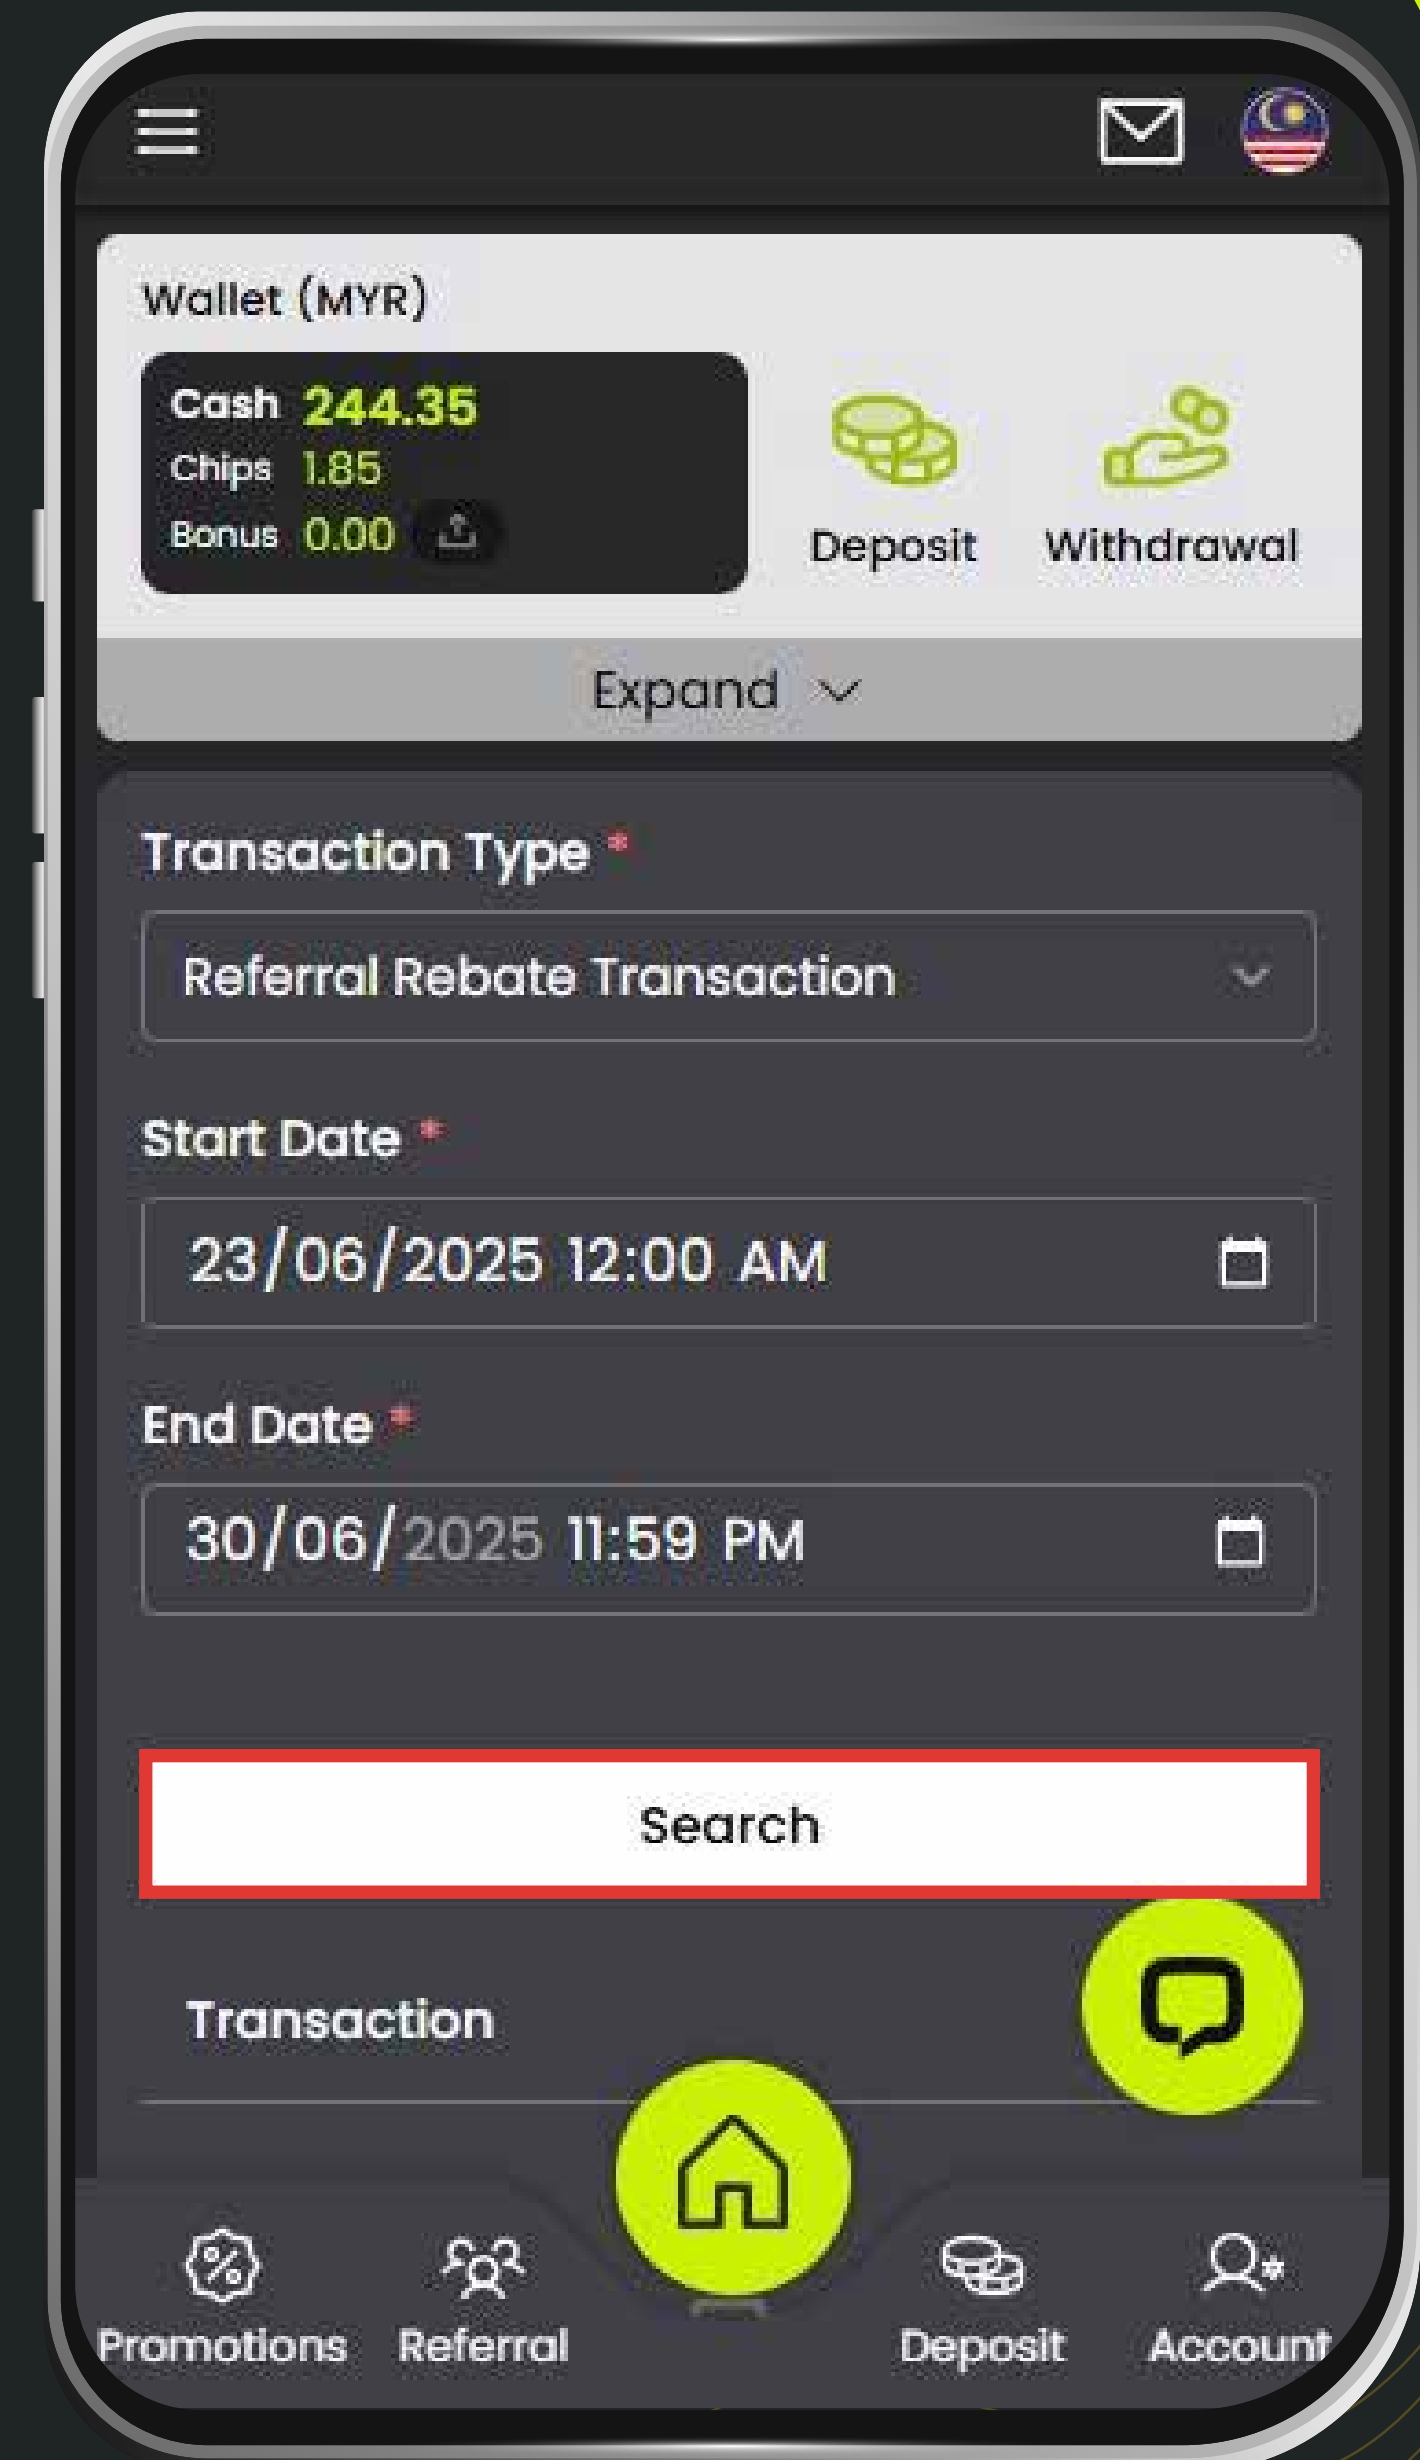 Wallet (MYR)
Cash 244.35
Chips 1.85
Bonus 0.00
Deposit
Withdrawal
Expand
Transaction Type *
Referral Rebate Transaction
Start Date *
23/06/2025 12:00 AM
End Date *
30/06/2025 11:59 PM
Search
Transaction
Promotions
Referral
Deposit
Account